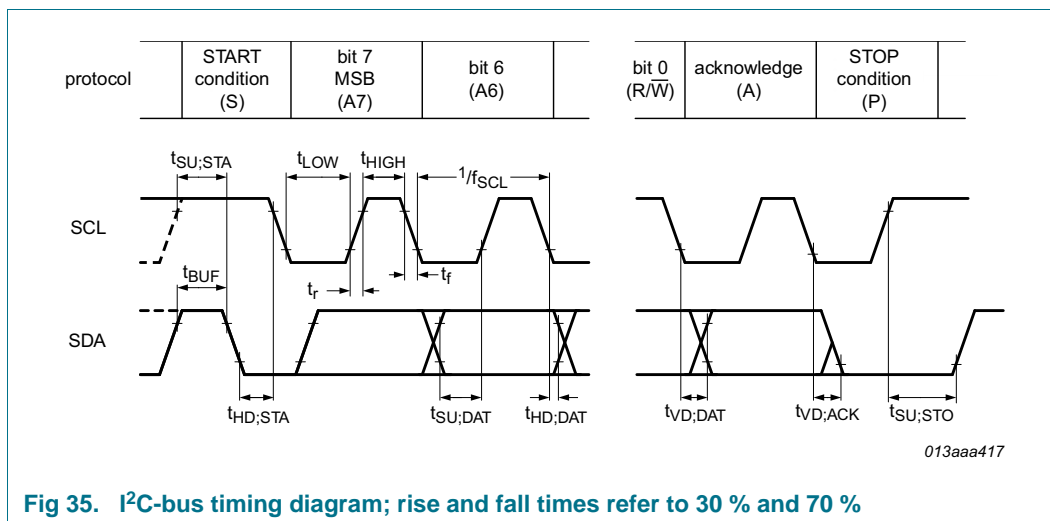 protocol
START
condition
(S)
bit 7
MSB
(A7)
bit 6
(A6)
bit 0
(R/W̅)
acknowledge
(A)
STOP
condition
(P)
tSU;STA
tLOW
tHIGH
1/fSCL
SCL
tBUF
tr
tf
SDA
tHD;STA
tSU;DAT
tHD;DAT
tVD;DAT
tVD;ACK
tSU;STO
013aaa417
Fig 35. I²C-bus timing diagram; rise and fall times refer to 30 % and 70 %